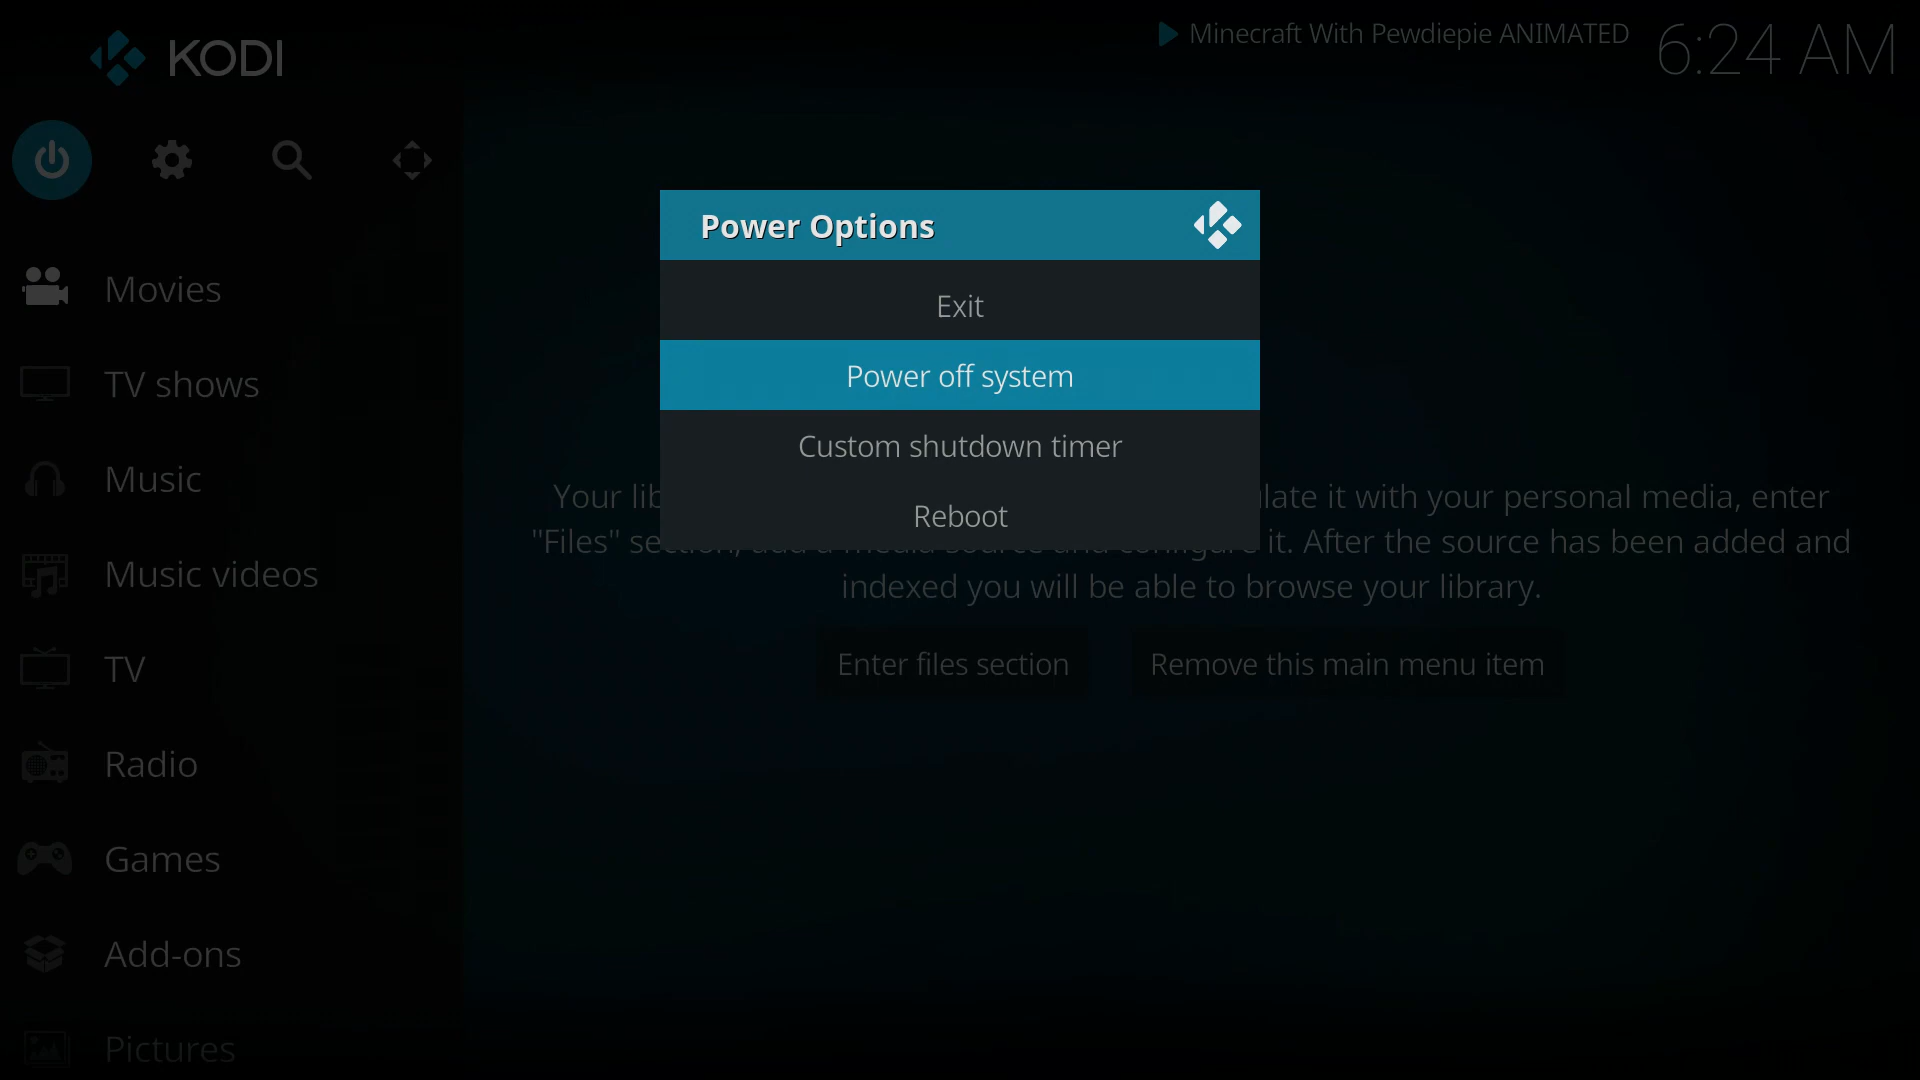 KODI
Minecraft With Pewdiepie ANIMATED
6:24 AM
Power Options
Exit
Power off system
Custom shutdown timer
Reboot
Movies
TV shows
Music
Music videos
TV
Radio
Games
Add-ons
Pictures
Your late it with your personal media, enter
"Files" it. After the source has been added and
indexed you will be able to browse your library.
Enter files section
Remove this main menu item